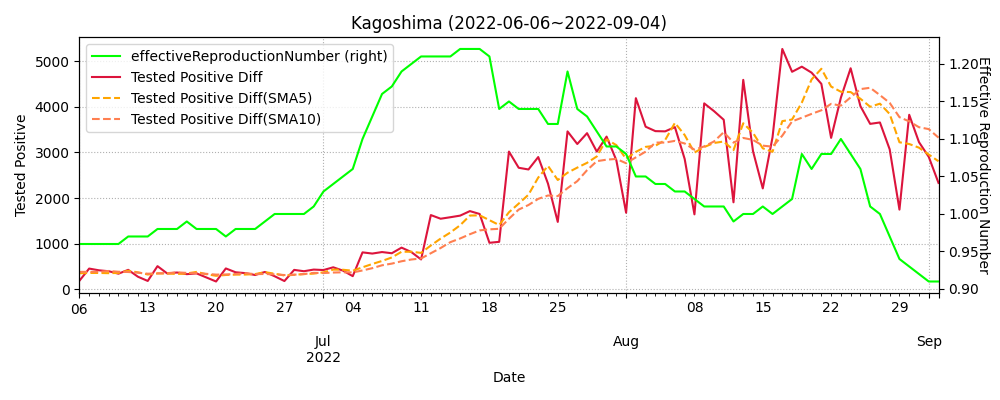 Kagoshima (2022-06-06~2022-09-04)
effectiveReproductionNumber (right)
Tested Positive Diff
Tested Positive Diff(SMA5)
Tested Positive Diff(SMA10)
Tested Positive
5000
4000
3000
2000
1000
0
Effective Reproduction Number
1.20
1.15
1.10
1.05
1.00
0.95
0.90
06 13 20 27 04 11 18 25 08 15 22 29
Jul Aug Sep
2022
Date